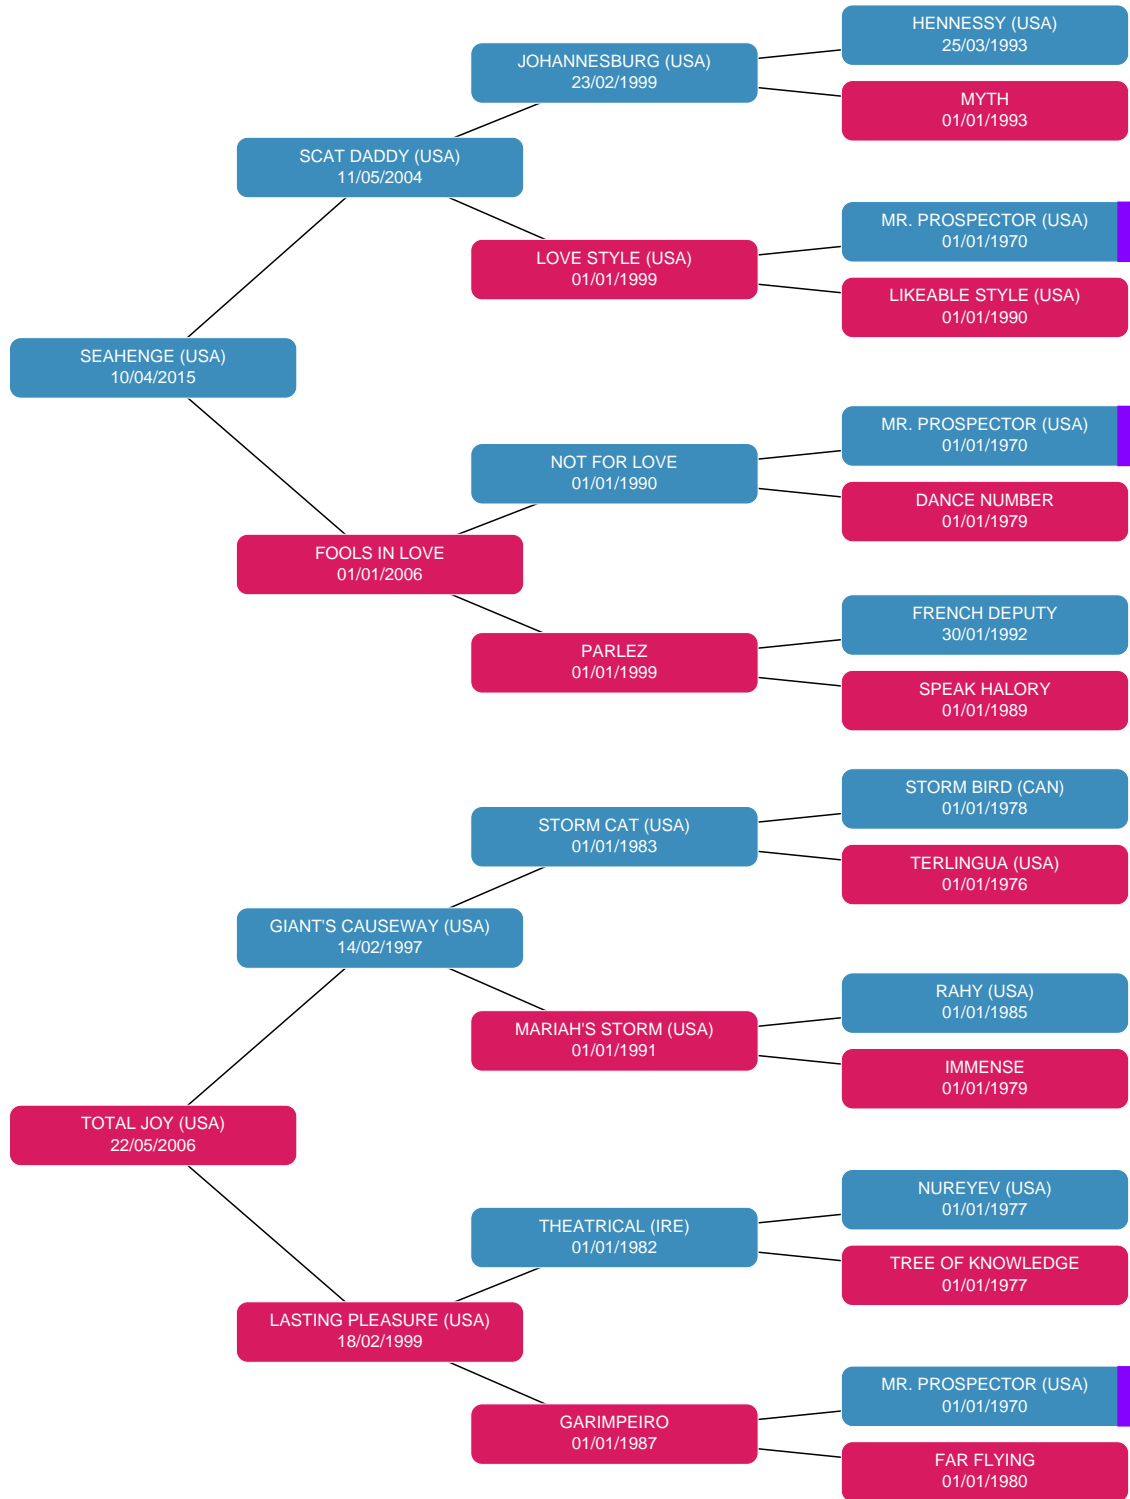 HENNESSY (USA)
25/03/1993
JOHANNESBURG (USA)
23/02/1999
MYTH
01/01/1993
SCAT DADDY (USA)
11/05/2004
MR. PROSPECTOR (USA)
01/01/1970
LOVE STYLE (USA)
01/01/1999
LIKEABLE STYLE (USA)
01/01/1990
SEAHENGE (USA)
10/04/2015
MR. PROSPECTOR (USA)
01/01/1970
NOT FOR LOVE
01/01/1990
DANCE NUMBER
01/01/1979
FOOLS IN LOVE
01/01/2006
FRENCH DEPUTY
30/01/1992
PARLEZ
01/01/1999
SPEAK HALORY
01/01/1989
STORM BIRD (CAN)
01/01/1978
STORM CAT (USA)
01/01/1983
TERLINGUA (USA)
01/01/1976
GIANT'S CAUSEWAY (USA)
14/02/1997
RAHY (USA)
01/01/1985
MARIAH'S STORM (USA)
01/01/1991
IMMENSE
01/01/1979
TOTAL JOY (USA)
22/05/2006
NUREYEV (USA)
01/01/1977
THEATRICAL (IRE)
01/01/1982
TREE OF KNOWLEDGE
01/01/1977
LASTING PLEASURE (USA)
18/02/1999
MR. PROSPECTOR (USA)
01/01/1970
GARIMPEIRO
01/01/1987
FAR FLYING
01/01/1980